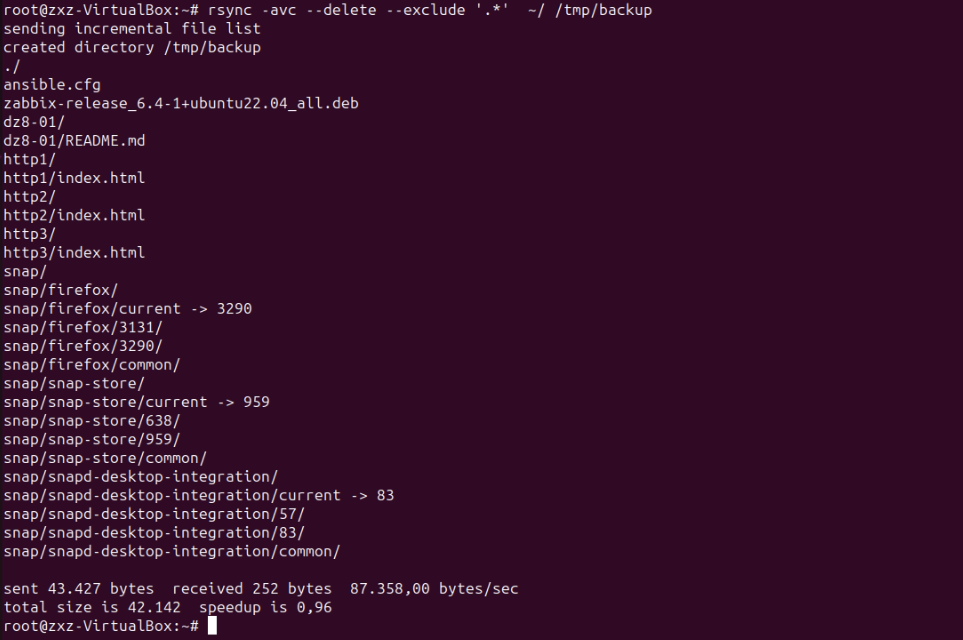 root@zxz-VirtualBox:~# rsync -avc --delete --exclude '.*'  ~/ /tmp/backup
sending incremental file list
created directory /tmp/backup
./
ansible.cfg
zabbix-release_6.4-1+ubuntu22.04_all.deb
dz8-01/
dz8-01/README.md
http1/
http1/index.html
http2/
http2/index.html
http3/
http3/index.html
snap/
snap/firefox/
snap/firefox/current -> 3290
snap/firefox/3131/
snap/firefox/3290/
snap/firefox/common/
snap/snap-store/
snap/snap-store/current -> 959
snap/snap-store/638/
snap/snap-store/959/
snap/snap-store/common/
snap/snapd-desktop-integration/
snap/snapd-desktop-integration/current -> 83
snap/snapd-desktop-integration/57/
snap/snapd-desktop-integration/83/
snap/snapd-desktop-integration/common/
sent 43.427 bytes  received 252 bytes  87.358,00 bytes/sec
total size is 42.142  speedup is 0,96
root@zxz-VirtualBox:~#